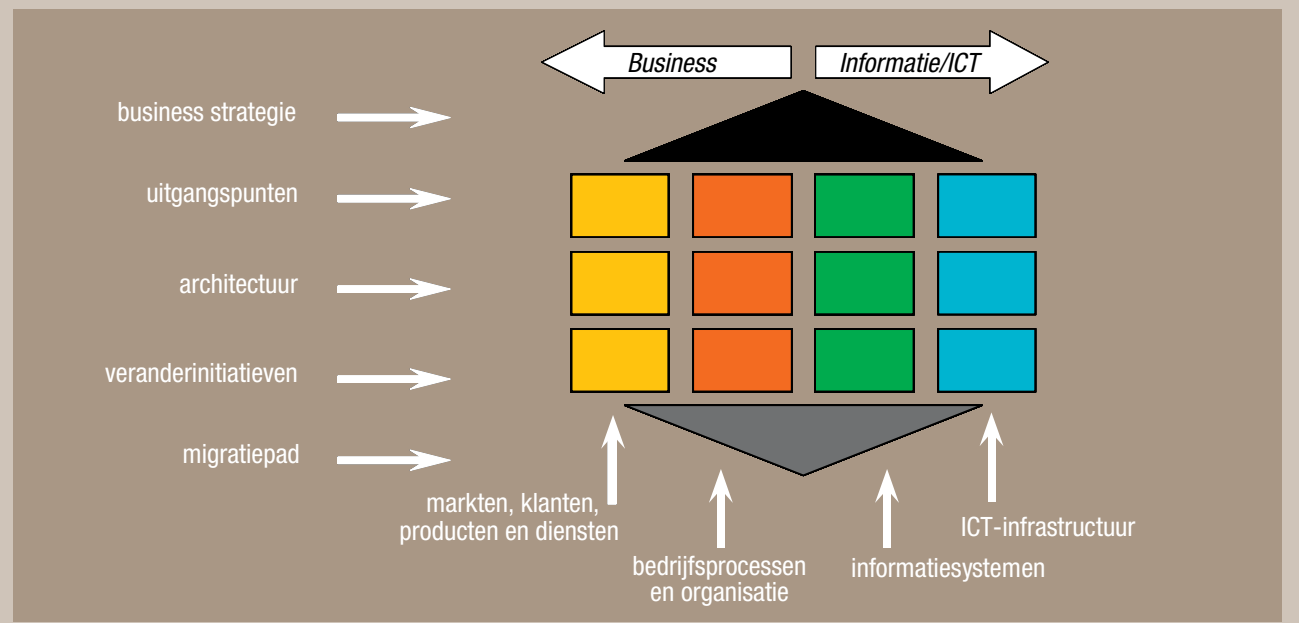 Business
Informatie/ICT
business strategie
uitgangspunten
architectuur
veranderinitiatieven
migratiepad
markten, klanten,
producten en diensten
bedrijfsprocessen
en organisatie
informatiesystemen
ICT-infrastructuur